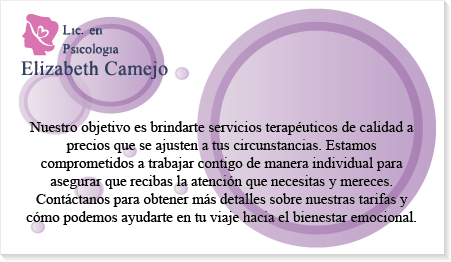 Lic. en
Psicologia
Elizabeth Camejo
Nuestro objetivo es brindarte servicios terapéuticos de calidad a
precios que se ajusten a tus circunstancias. Estamos
comprometidos a trabajar contigo de manera individual para
asegurar que recibas la atención que necesitas y mereces.
Contáctanos para obtener más detalles sobre nuestras tarifas y
cómo podemos ayudarte en tu viaje hacia el bienestar emocional.